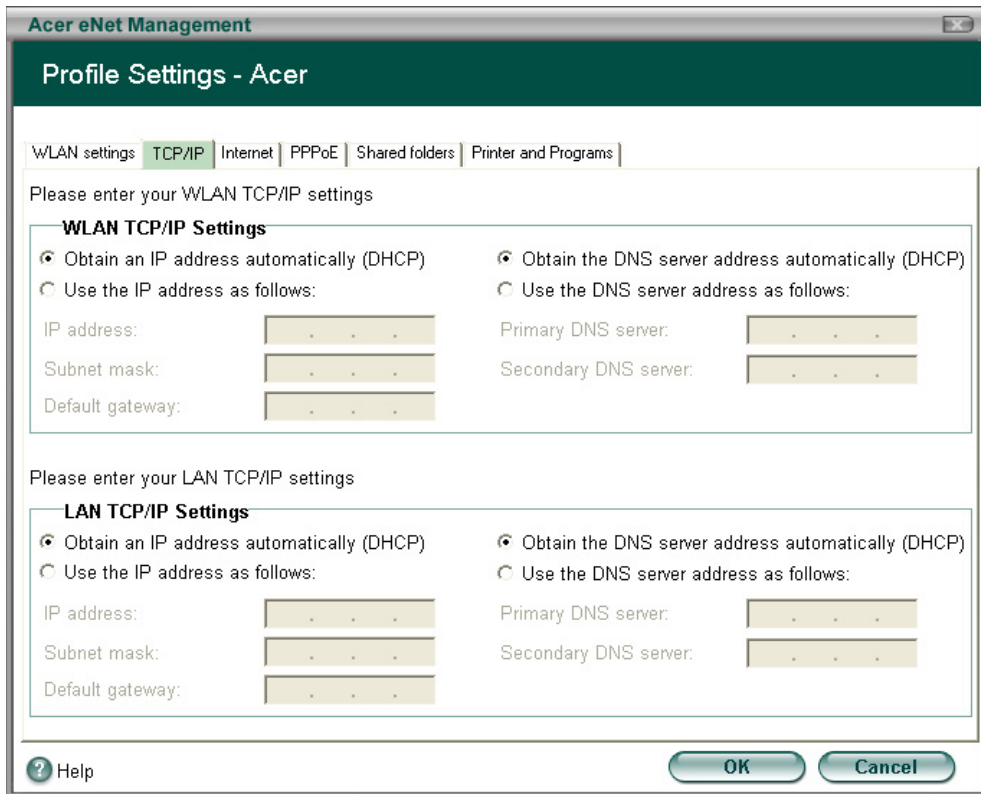 Acer eNet Management
Profile Settings - Acer
WLAN settings TCP/IP Internet PPPoE Shared folders Printer and Programs
Please enter your WLAN TCP/IP settings
WLAN TCP/IP Settings
Obtain an IP address automatically (DHCP) Obtain the DNS server address automatically (DHCP)
Use the IP address as follows: Use the DNS server address as follows:
IP address: . . . Primary DNS server: . . .
Subnet mask: . . . Secondary DNS server: . . .
Default gateway: . . .
Please enter your LAN TCP/IP settings
LAN TCP/IP Settings
Obtain an IP address automatically (DHCP) Obtain the DNS server address automatically (DHCP)
Use the IP address as follows: Use the DNS server address as follows:
IP address: . . . Primary DNS server: . . .
Subnet mask: . . . Secondary DNS server: . . .
Default gateway: . . .
? Help OK Cancel